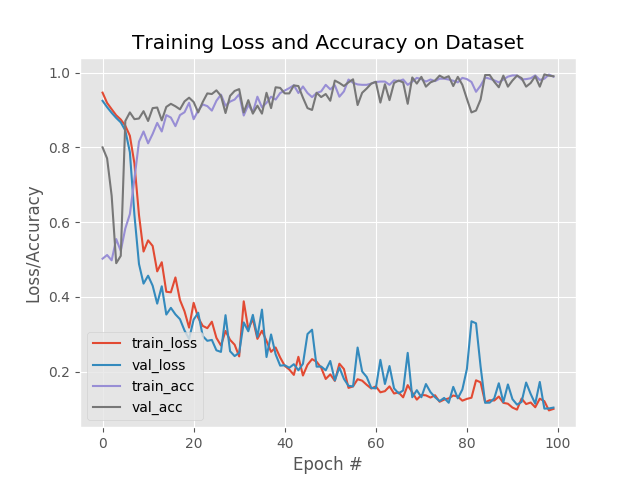 Training Loss and Accuracy on Dataset
1.0
0.8
0.6
0.4
0.2
Loss/Accuracy
train_loss
val_loss
train_acc
val_acc
0 20 40 60 80 100
Epoch #